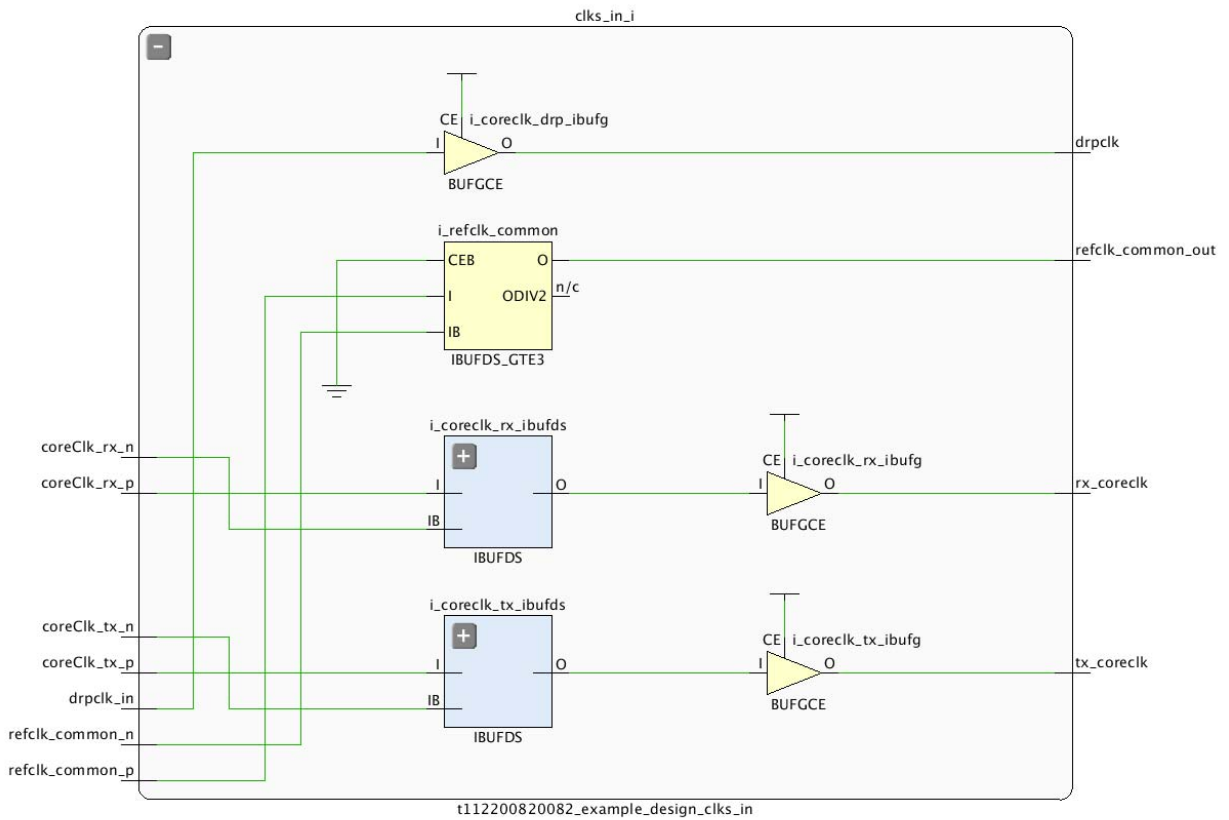 clks_in_i
CE i_coreclk_drp_ibufg
I O
drpclk
BUFGCE
i_refclk_common
CEB O
refclk_common_out
I ODIV2 n/c
IB
IBUFDS_GTE3
i_coreclk_rx_ibufds
coreClk_rx_n
CE i_coreclk_rx_ibufg
coreClk_rx_p
I O I O
rx_coreclk
IB
BUFGCE
IBUFDS
i_coreclk_tx_ibufds
coreClk_tx_n
CE i_coreclk_tx_ibufg
coreClk_tx_p
I O I O
tx_coreclk
drpclk_in
IB
BUFGCE
refclk_common_n
IBUFDS
refclk_common_p
t112200820082_example_design_clks_in